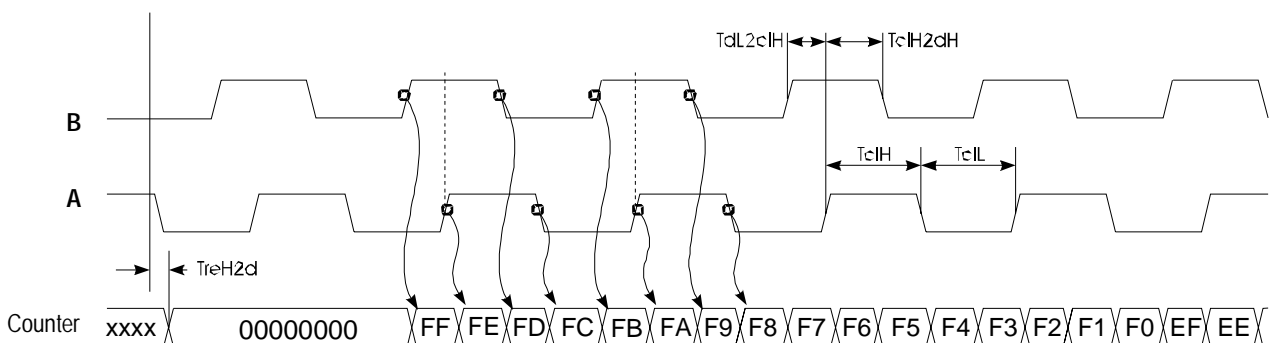 TdL2clH TclH2dH
B
TclH TclL
A
TreH2d
Counter xxxx 00000000 FF FE FD FC FB FA F9 F8 F7 F6 F5 F4 F3 F2 F1 F0 EF EE